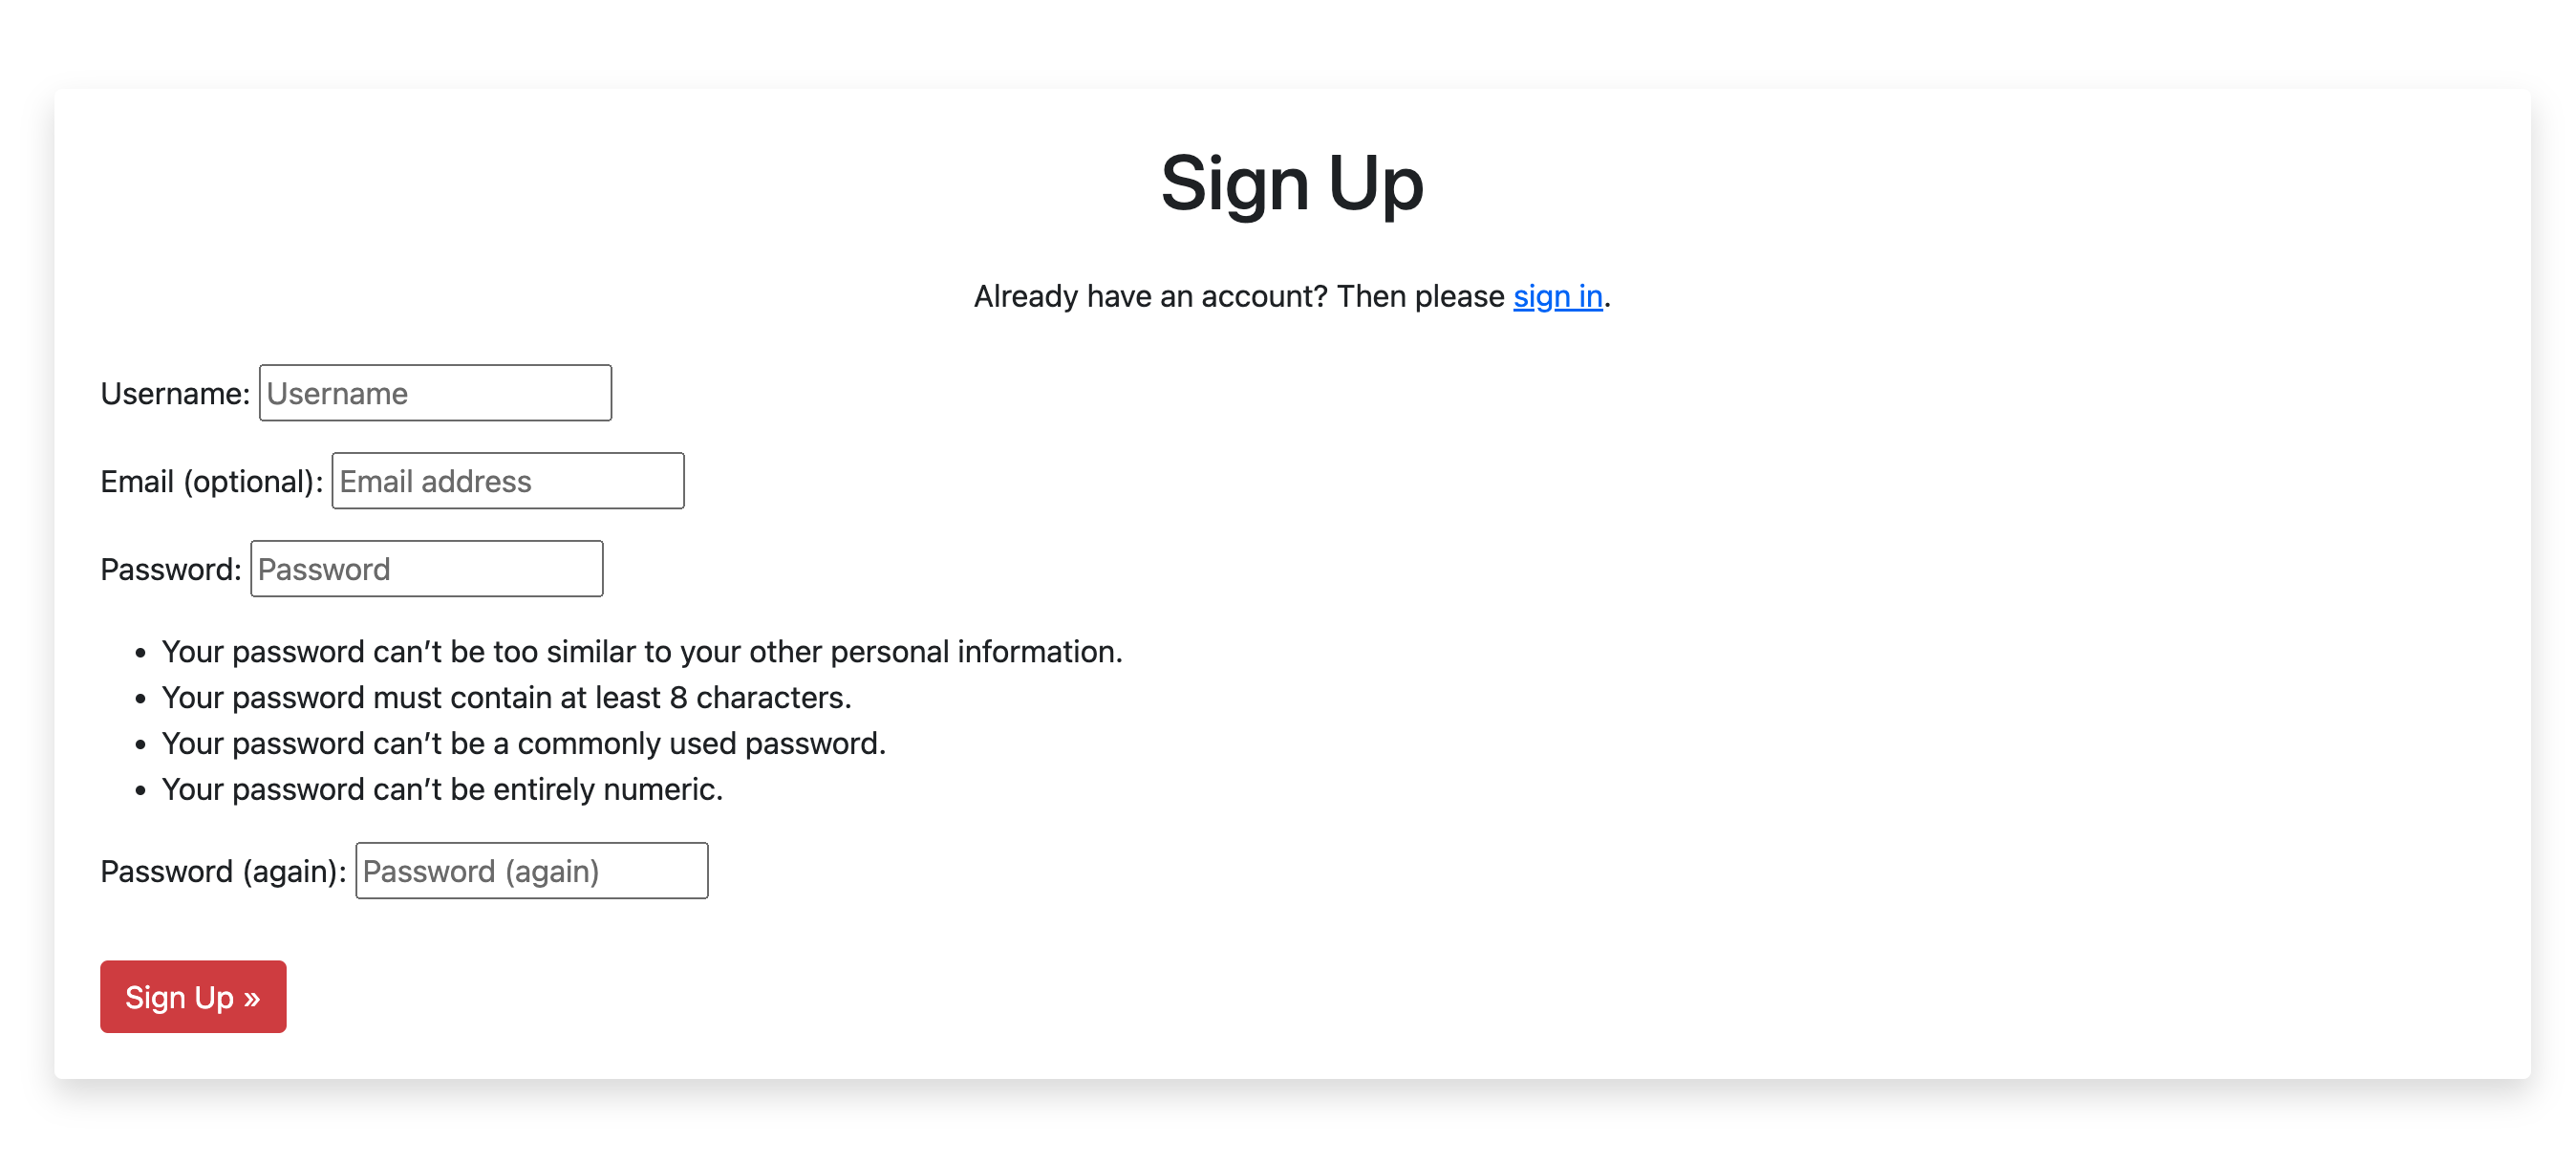 Sign Up
Already have an account? Then please sign in.
Username: Username
Email (optional): Email address
Password: Password
• Your password can’t be too similar to your other personal information.
• Your password must contain at least 8 characters.
• Your password can’t be a commonly used password.
• Your password can’t be entirely numeric.
Password (again): Password (again)
Sign Up »